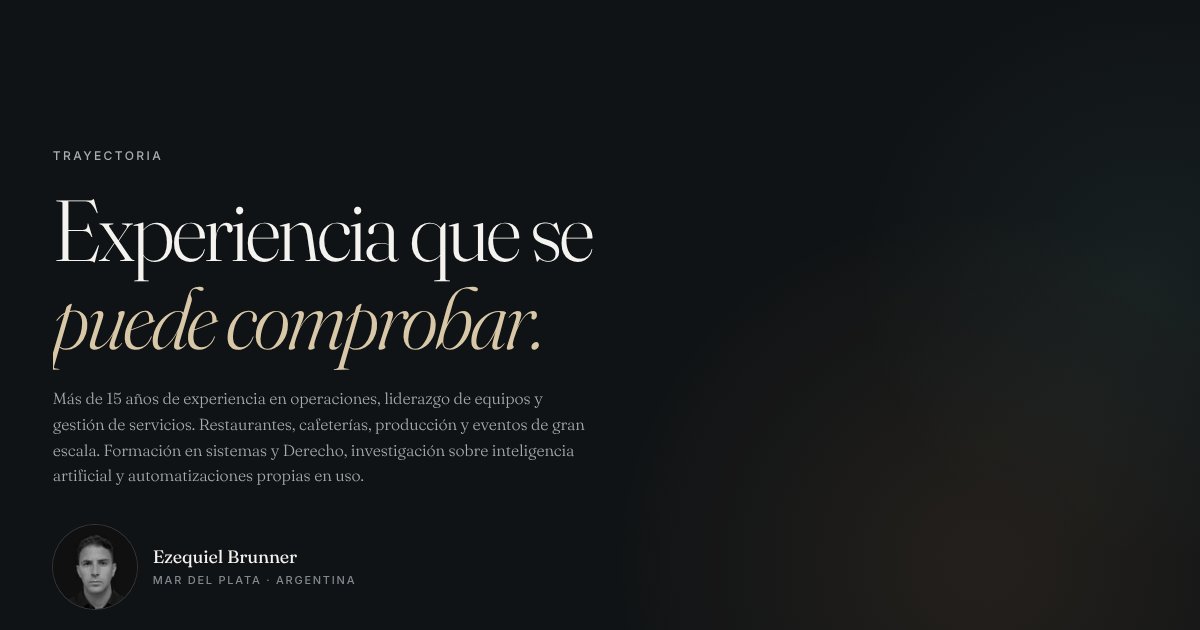 TRAYECTORIA
Experiencia que se
puede comprobar.
Más de 15 años de experiencia en operaciones, liderazgo de equipos y
gestión de servicios. Restaurantes, cafeterías, producción y eventos de gran
escala. Formación en sistemas y Derecho, investigación sobre inteligencia
artificial y automatizaciones propias en uso.
Ezequiel Brunner
MAR DEL PLATA · ARGENTINA